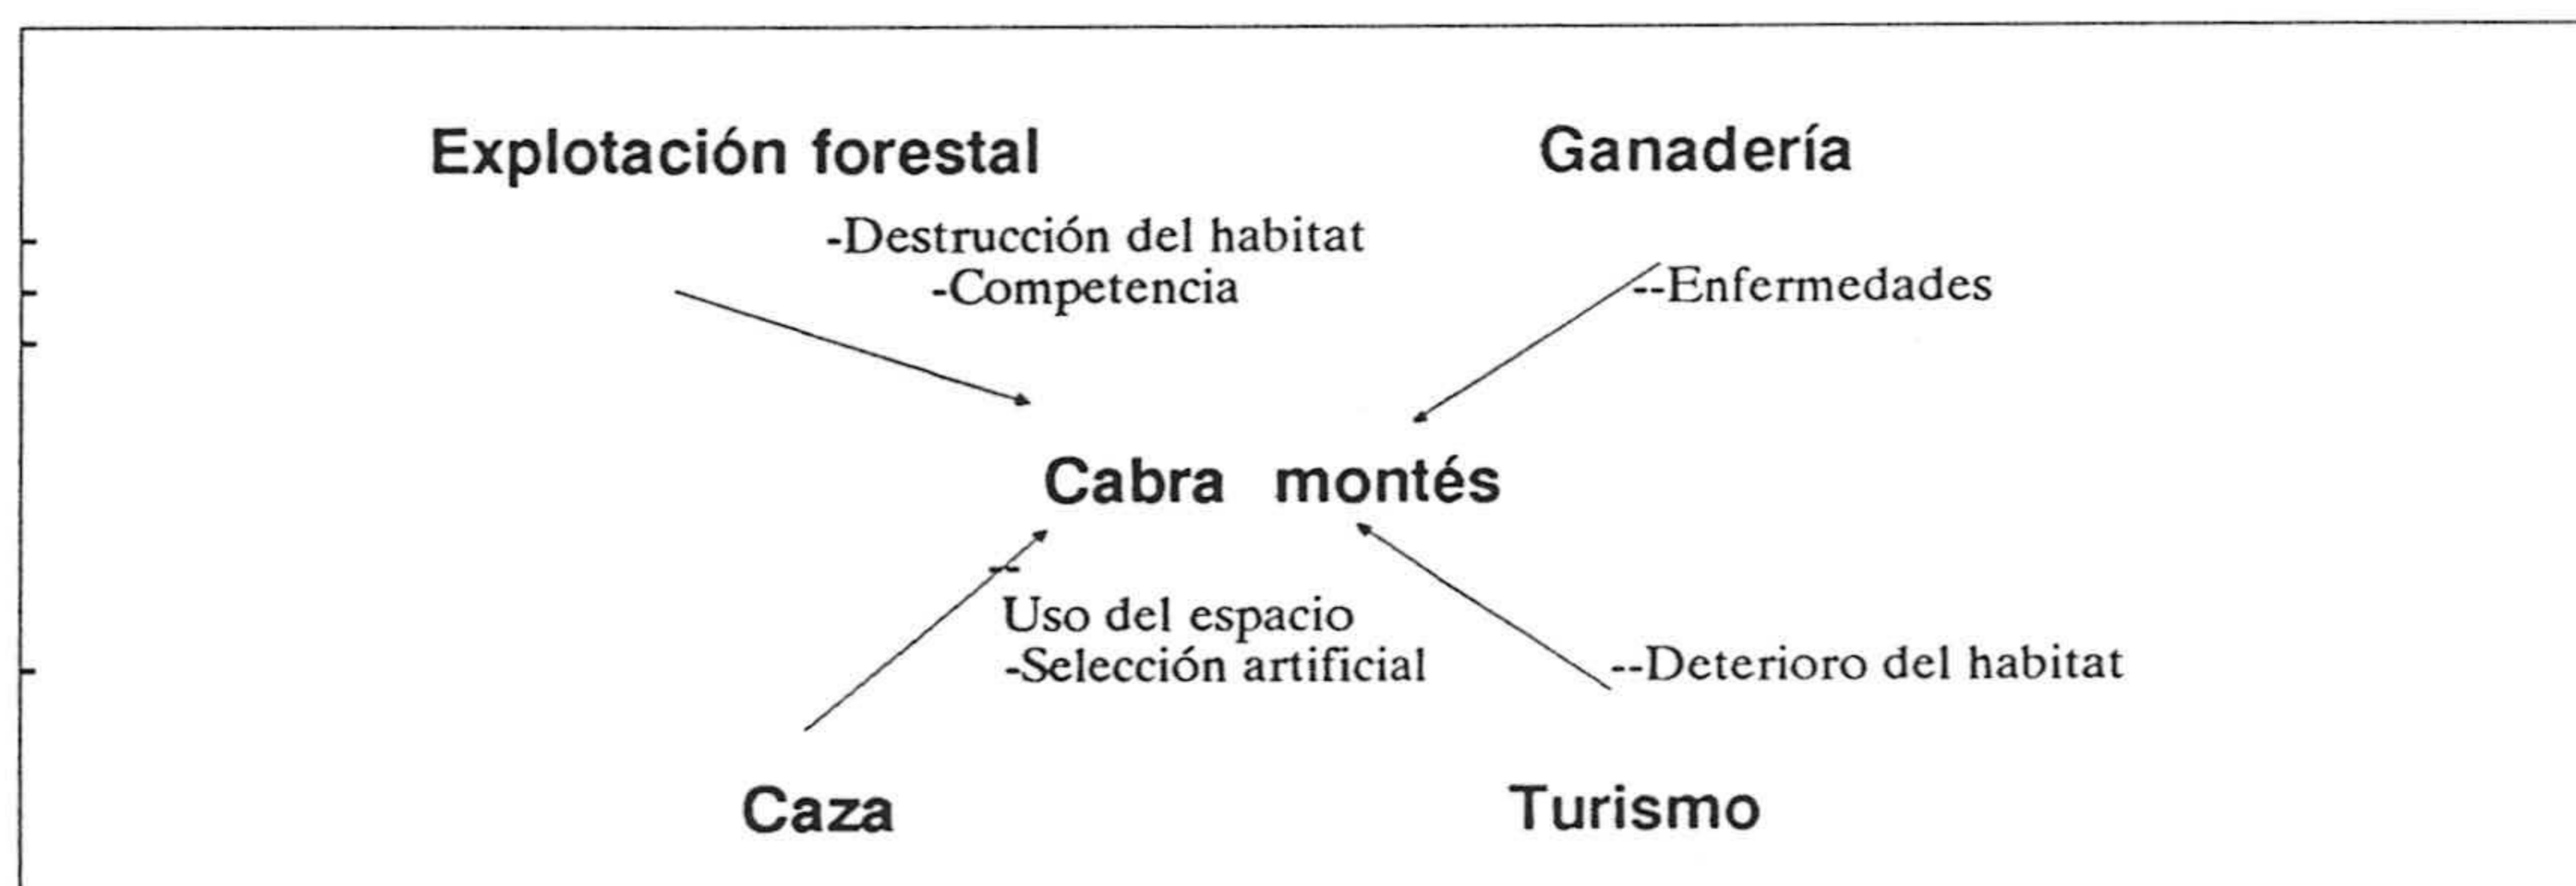 Explotación forestal
Ganadería
-Destrucción del habitat
-Competencia
--Enfermedades
Cabra montés
--
Uso del espacio
-Selección artificial
--Deterioro del habitat
Caza
Turismo